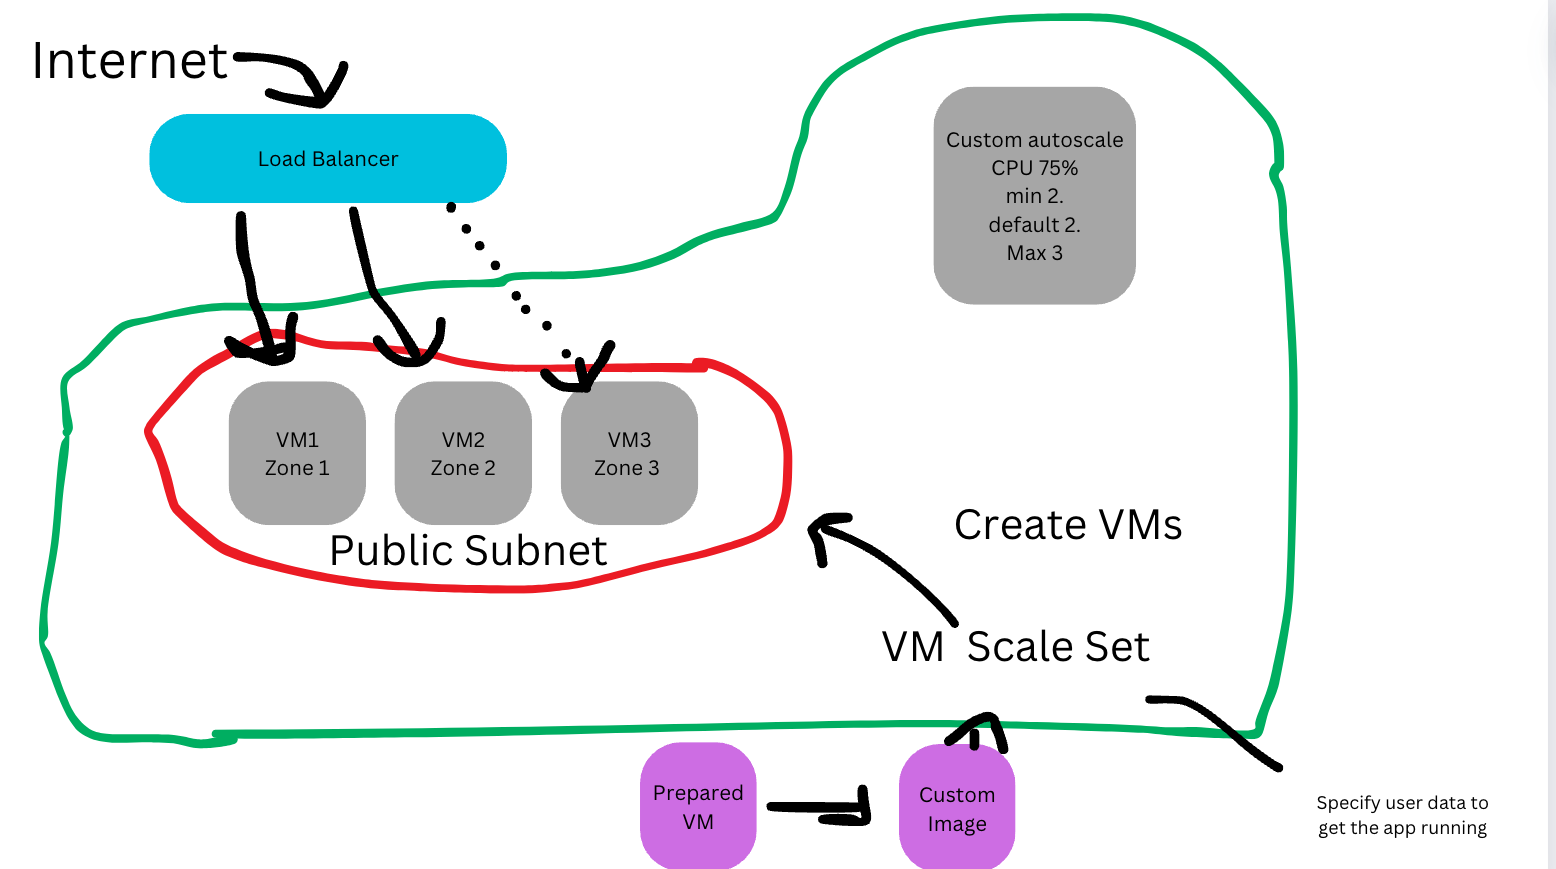 Internet
Load Balancer
Custom autoscale
CPU 75%
min 2.
default 2.
Max 3
VM1
Zone 1
VM2
Zone 2
VM3
Zone 3
Public Subnet
Create VMs
VM  Scale Set
Prepared
VM
Custom
Image
Specify user data to
get the app running